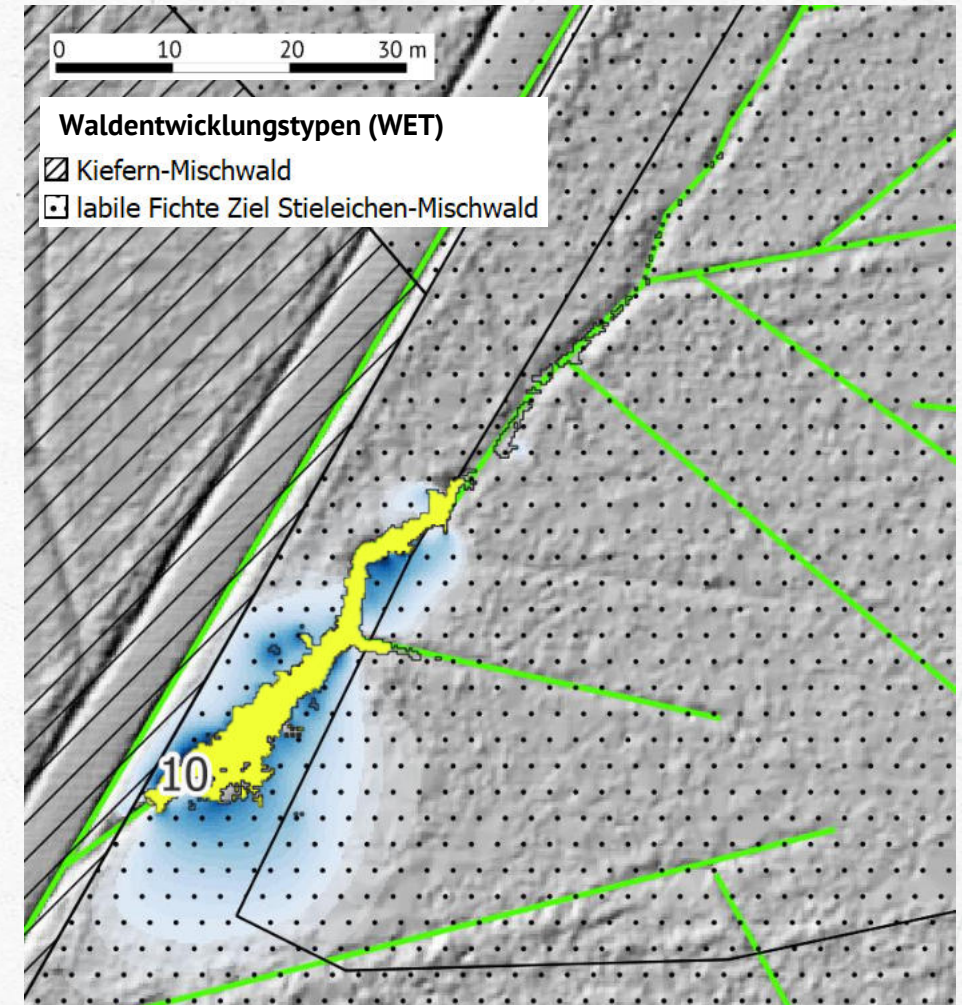 0 10 20 30 m
Waldentwicklungstypen (WET)
Kiefern-Mischwald
labile Fichte Ziel Stieleichen-Mischwald
10